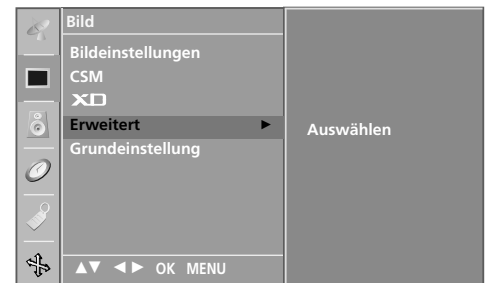 Bild
Bildeinstellungen
CSM
XD
Erweitert ►
Auswählen
Grundeinstellung
▲▼ ◄► OK MENU